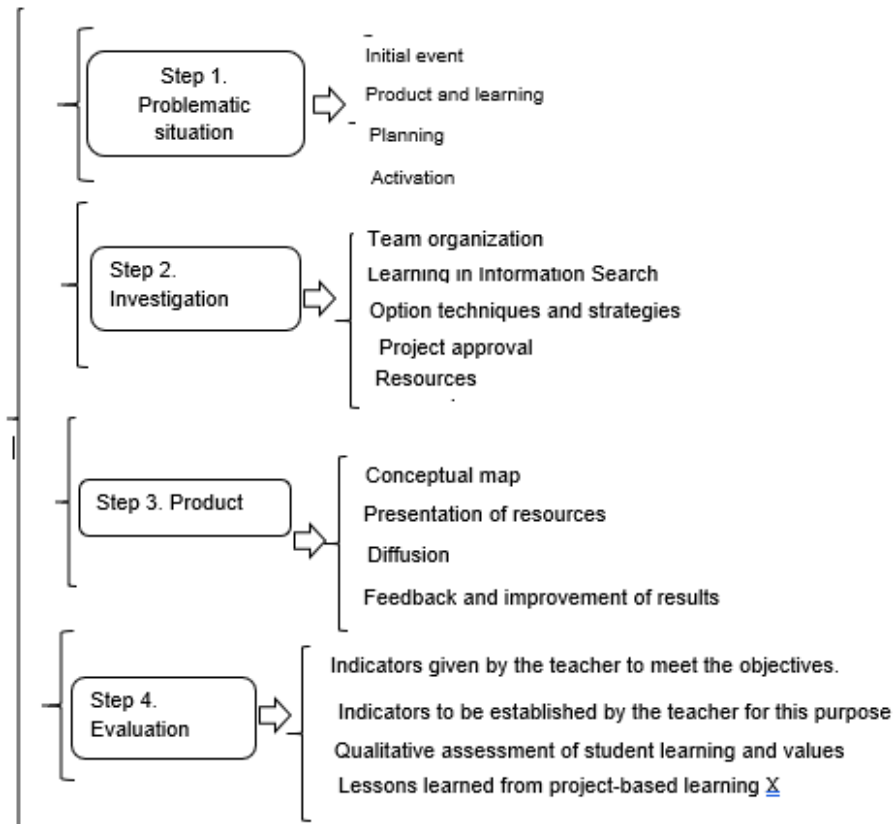 Step 1.
Problematic
situation
Initial event
Product and learning
Planning
Activation
Step 2.
Investigation
Team organization
Learning in Information Search
Option techniques and strategies
Project approval
Resources
Step 3. Product
Conceptual map
Presentation of resources
Diffusion
Feedback and improvement of results
Step 4.
Evaluation
Indicators given by the teacher to meet the objectives.
Indicators to be established by the teacher for this purpose
Qualitative assessment of student learning and values
Lessons learned from project-based learning X